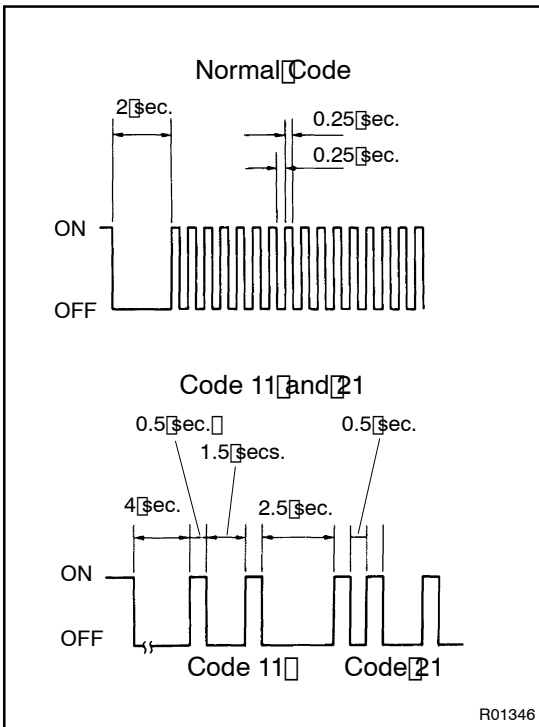 Normal Code
2 sec.
0.25 sec.
0.25 sec.
ON
OFF
Code 11 and 21
0.5 sec.
0.5 sec.
1.5 secs.
4 sec.
2.5 sec.
ON
OFF
Code 11
Code 21
R01346